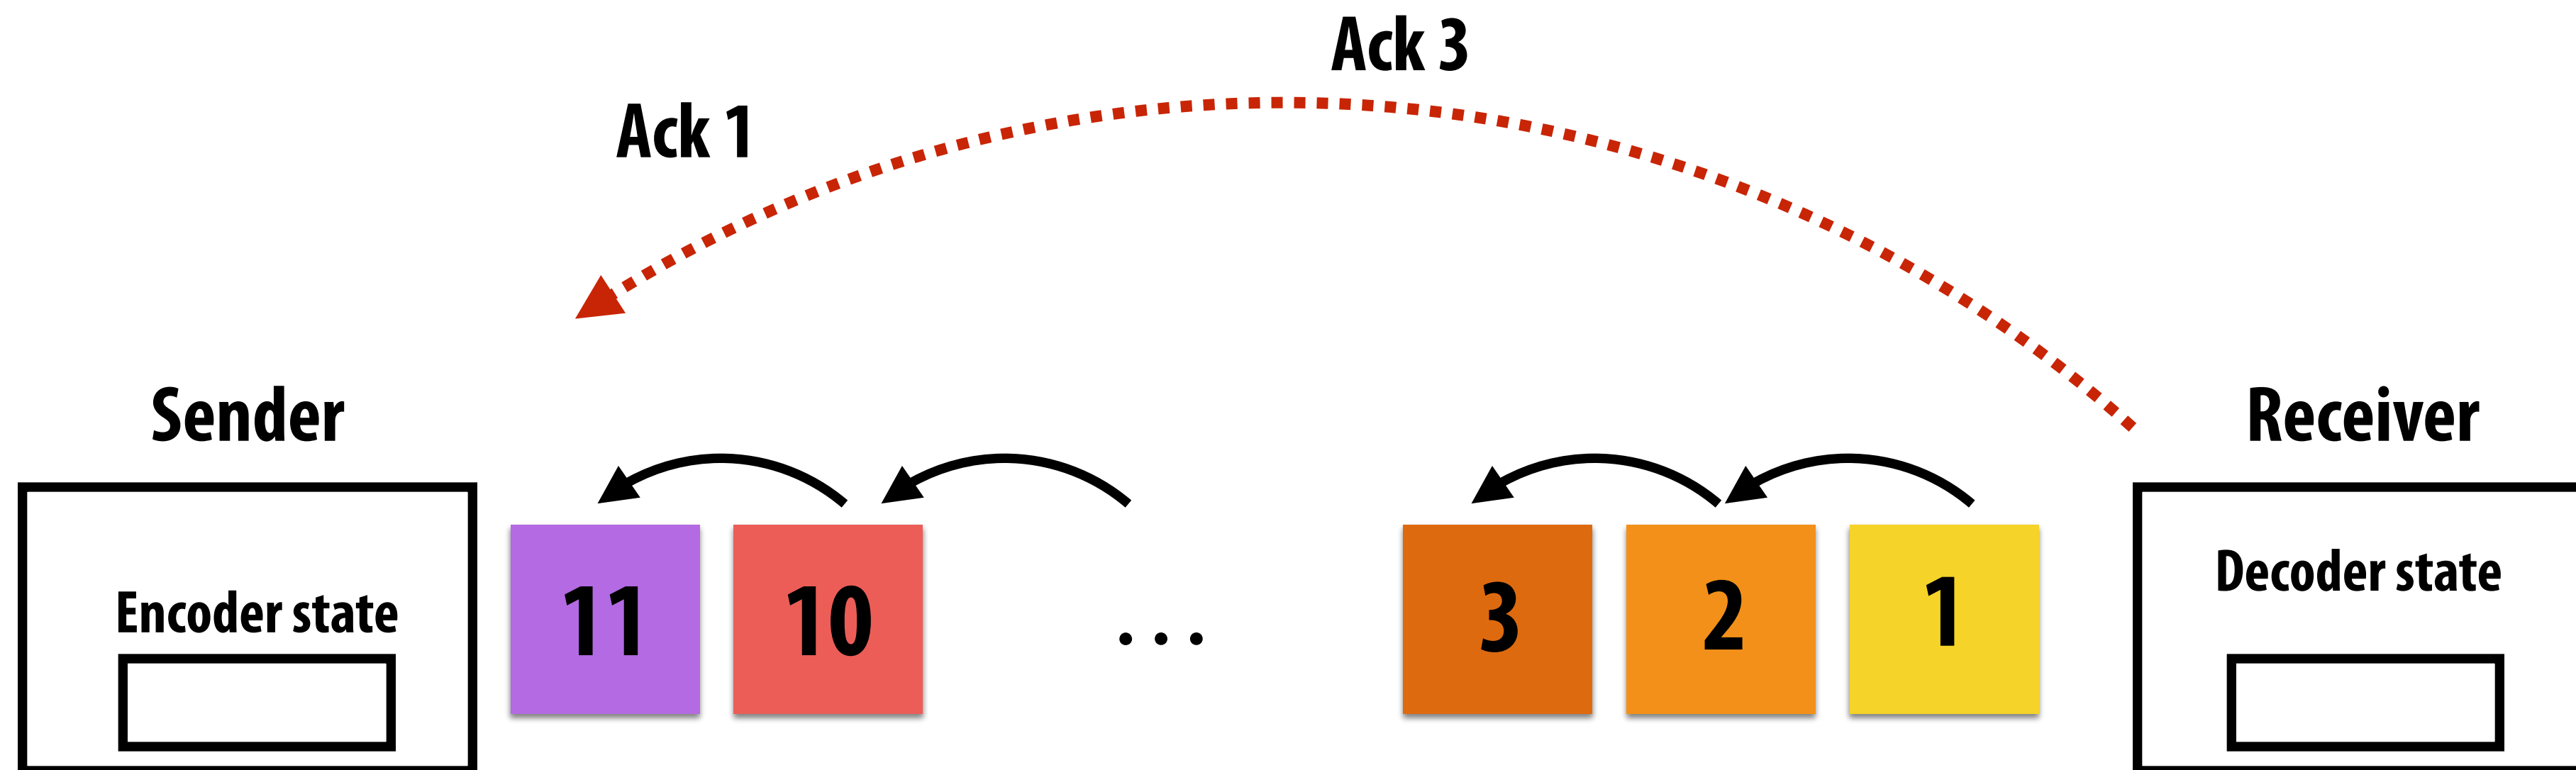 Ack 3
Ack 1
Sender
Receiver
Encoder state
11
10
...
3
2
1
Decoder state